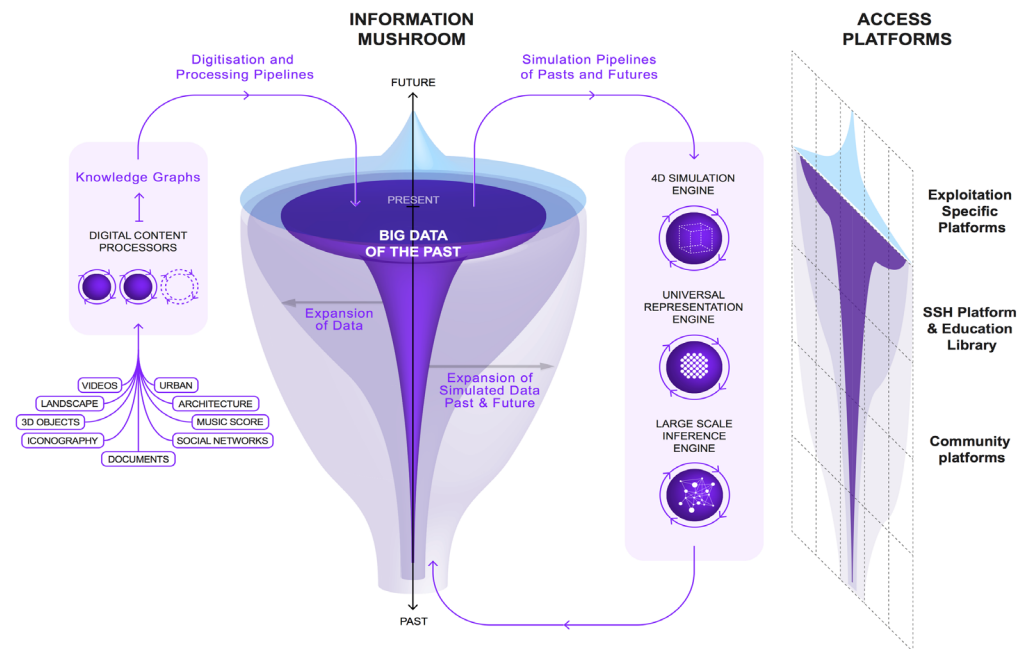 INFORMATION
MUSHROOM
ACCESS
PLATFORMS
Digitisation and
Processing Pipelines
Simulation Pipelines
of Pasts and Futures
FUTURE
Knowledge Graphs
DIGITAL CONTENT
PROCESSORS
VIDEOS
URBAN
LANDSCAPE
ARCHITECTURE
3D OBJECTS
MUSIC SCORE
ICONOGRAPHY
SOCIAL NETWORKS
DOCUMENTS
PRESENT
BIG DATA
OF THE PAST
Expansion
of Data
Expansion of
Simulated Data
Past & Future
PAST
4D SIMULATION
ENGINE
UNIVERSAL
REPRESENTATION
ENGINE
LARGE SCALE
INFERENCE
ENGINE
Exploitation
Specific
Platforms
SSH Platform
& Education
Library
Community
platforms